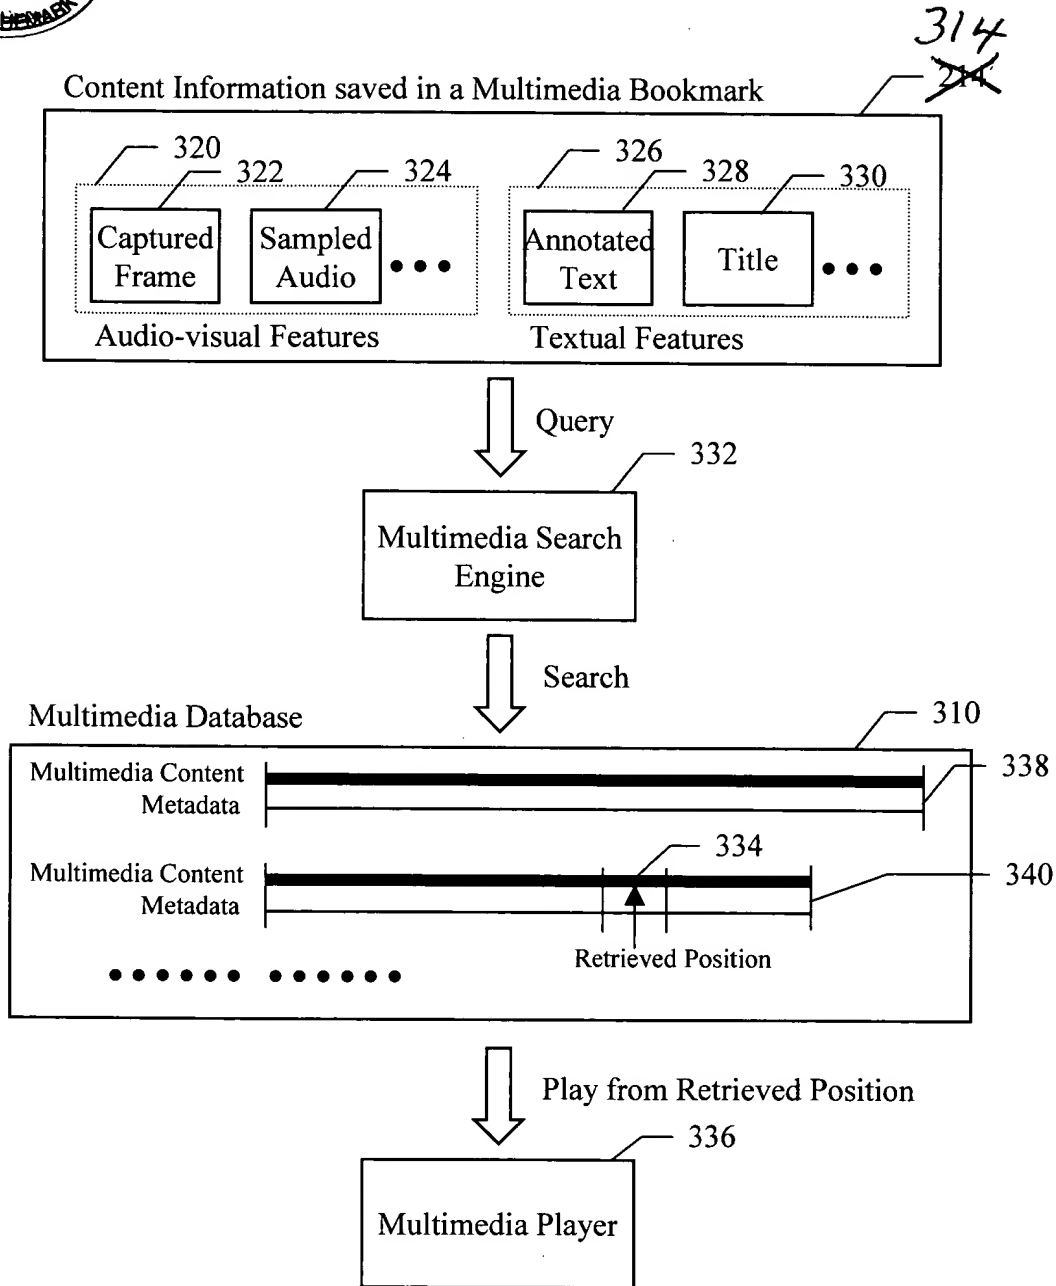 314
Content Information saved in a Multimedia Bookmark
214
320
322
324
326
328
330
Captured
Frame
Sampled
Audio
Annotated
Text
Title
Audio-visual Features
Textual Features
Query
332
Multimedia Search
Engine
Search
Multimedia Database
310
Multimedia Content
Metadata
338
334
Multimedia Content
Metadata
340
Retrieved Position
Play from Retrieved Position
336
Multimedia Player